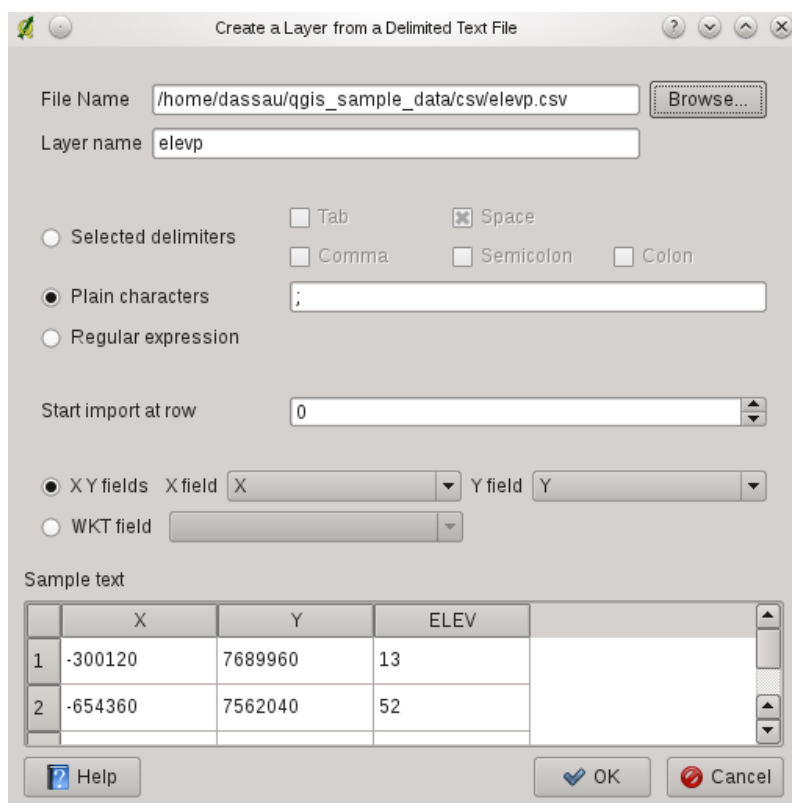 Create a Layer from a Delimited Text File
File Name /home/dassau/qgis_sample_data/csv/elevp.csv Browse...
Layer name elevp
Tab Space
Selected delimiters
Comma Semicolon Colon
Plain characters ;
Regular expression
Start import at row 0
X Y fields X field X Y field Y
WKT field
Sample text
X Y ELEV
1 -300120 7689960 13
2 -654360 7562040 52
Help OK Cancel